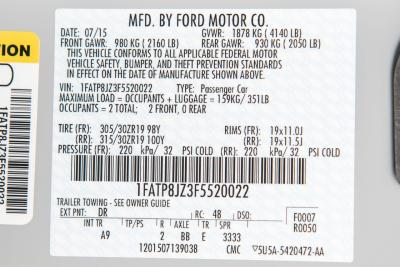 MFD. BY FORD MOTOR CO.
DATE: 07/15 GVWR: 1878 KG ( 4140 LB)
FRONT GAWR: 980 KG ( 2160 LB) REAR GAWR: 930 KG ( 2050 LB)
THIS VEHICLE CONFORMS TO ALL APPLICABLE FEDERAL MOTOR
VEHICLE SAFETY, BUMPER, AND THEFT PREVENTION STANDARDS
IN EFFECT ON THE DATE OF MANUFACTURE SHOWN ABOVE.
VIN: 1FATP8JZ3F5520022 TYPE: Passenger Car
MAXIMUM LOAD = OCCUPANTS + LUGGAGE = 159KG/ 351LB
OCCUPANTS = 2 TOTAL; 2 FRONT, 0 REAR
TIRE (FR): 305/30ZR19 98Y RIMS (FR): 19x11.0J
(RR): 315/30ZR19 100Y (RR): 19x11.5J
PRESSURE (FR): 220 kPa/ 32 PSI COLD (RR) 220 kPa/ 32 PSI COLD
1FATP8JZ3F5520022
TRAILER TOWING - SEE OWNER GUIDE
EXT PNT: DR RC: 48 DSO: F0007
R0050
INT TR TP/PS R AXLE TR SPR
A9 2 BB E 3333
1201507139038 CMC 5U5A-5420472-AA
TION
1FATP8JZ3F5520022